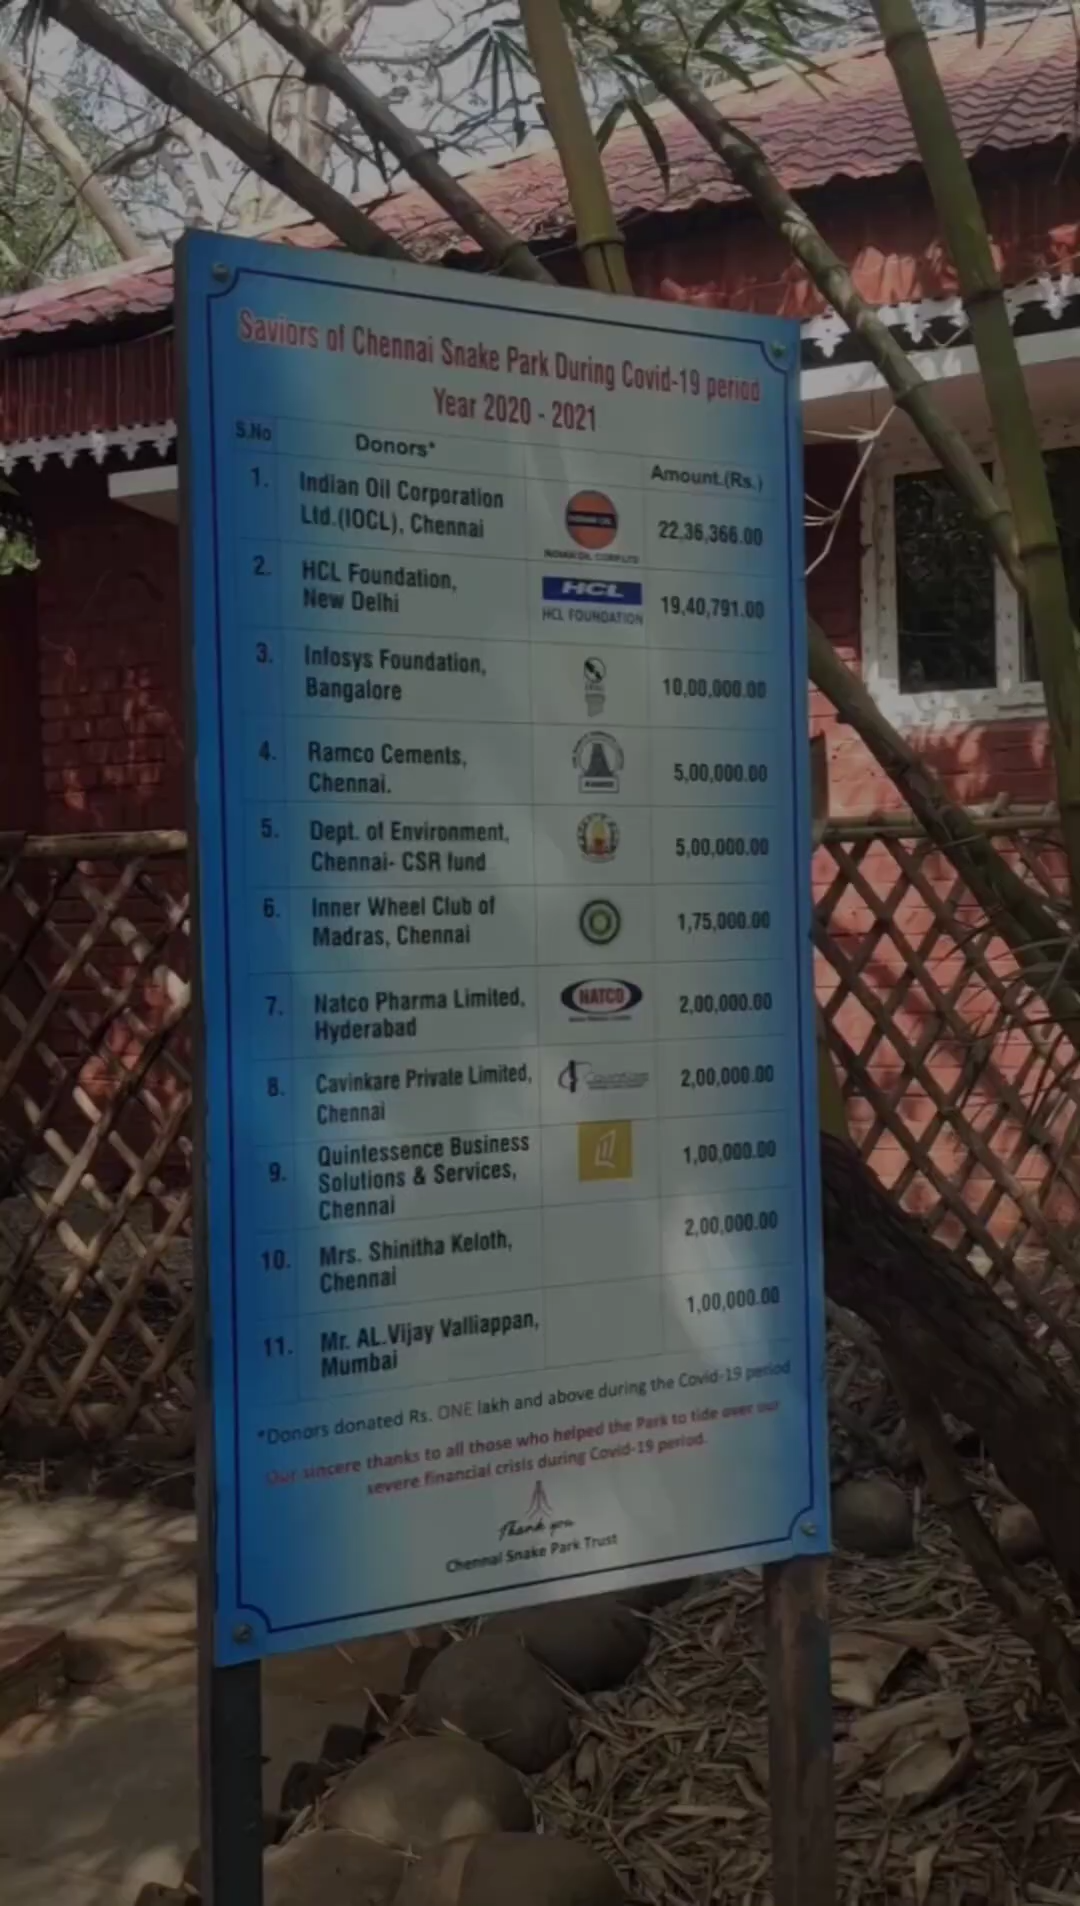 Saviors of Chennai Snake Park During Covid-19 period
Year 2020 - 2021
S.No Donors* Amount.(Rs.)
1. Indian Oil Corporation
Ltd.(IOCL), Chennai 22,36,366.00
INDIAN OIL CORP LTD
2. HCL Foundation,
New Delhi 19,40,791.00
HCL
HCL FOUNDATION
3. Infosys Foundation,
Bangalore 10,00,000.00
4. Ramco Cements,
Chennai. 5,00,000.00
5. Dept. of Environment,
Chennai- CSR fund 5,00,000.00
6. Inner Wheel Club of
Madras, Chennai 1,75,000.00
7. Natco Pharma Limited,
Hyderabad 2,00,000.00
NATCO
8. Cavinkare Private Limited,
Chennai 2,00,000.00
9. Quintessence Business
Solutions & Services,
Chennai 1,00,000.00
10. Mrs. Shinitha Keloth,
Chennai 2,00,000.00
11. Mr. AL.Vijay Valliappan,
Mumbai 1,00,000.00
*Donors donated Rs. ONE lakh and above during the Covid-19 period
Our sincere thanks to all those who helped the Park to tide over our
severe financial crisis during Covid-19 period.
Thank you
Chennai Snake Park Trust